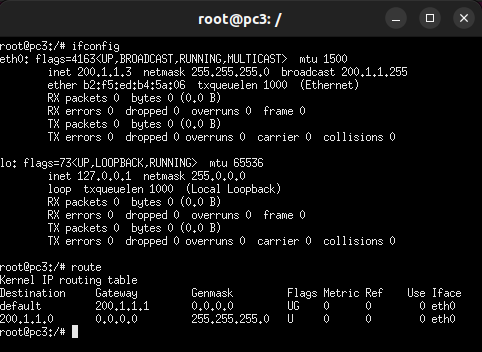 root@pc3: /
root@pc3:/# ifconfig
eth0: flags=4163<UP,BROADCAST,RUNNING,MULTICAST>  mtu 1500
        inet 200.1.1.3  netmask 255.255.255.0  broadcast 200.1.1.255
        ether b2:f5:ed:b4:5a:06  txqueuelen 1000  (Ethernet)
        RX packets 0  bytes 0 (0.0 B)
        RX errors 0  dropped 0  overruns 0  frame 0
        TX packets 0  bytes 0 (0.0 B)
        TX errors 0  dropped 0 overruns 0  carrier 0  collisions 0

lo: flags=73<UP,LOOPBACK,RUNNING>  mtu 65536
        inet 127.0.0.1  netmask 255.0.0.0
        loop  txqueuelen 1000  (Local Loopback)
        RX packets 0  bytes 0 (0.0 B)
        RX errors 0  dropped 0  overruns 0  frame 0
        TX packets 0  bytes 0 (0.0 B)
        TX errors 0  dropped 0 overruns 0  carrier 0  collisions 0

root@pc3:/# route
Kernel IP routing table
Destination     Gateway         Genmask         Flags Metric Ref    Use Iface
default         200.1.1.1       0.0.0.0         UG    0      0        0 eth0
200.1.1.0       0.0.0.0         255.255.255.0   U     0      0        0 eth0
root@pc3:/#